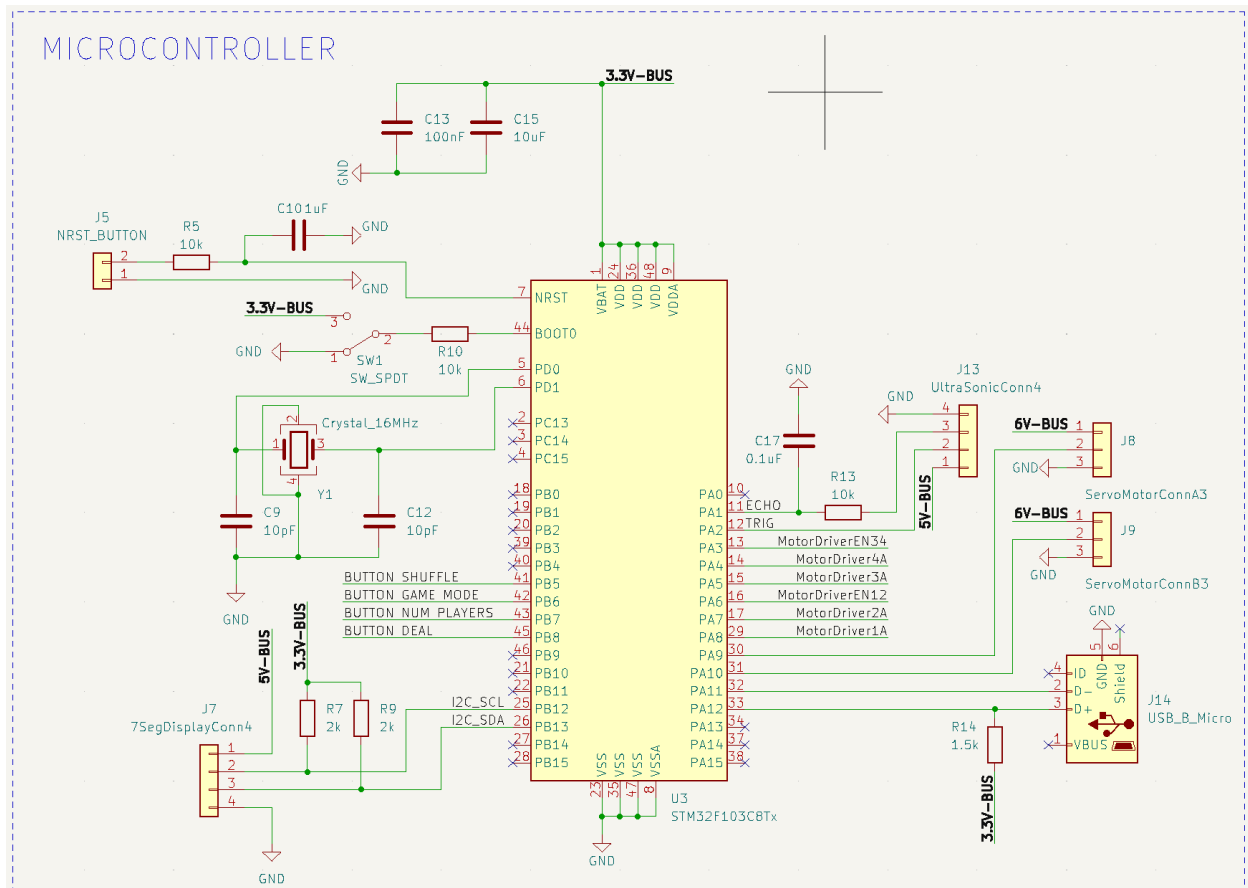 MICROCONTROLLER
3.3V-BUS
C13
100nF
C15
10uF
GND
J5
NRST_BUTTON
2
1
R5
10k
C10 1uF
GND
GND
3.3V-BUS
3
GND
1
2
SW1
SW_SPDT
R10
10k
Crystal_16MHz
1
2
3
4
Y1
C9
10pF
C12
10pF
GND
BUTTON SHUFFLE
BUTTON GAME MODE
BUTTON NUM PLAYERS
BUTTON DEAL
5V-BUS
3.3V-BUS
J7
7SegDisplayConn4
1
2
3
4
R7
2k
R9
2k
I2C_SCL
I2C_SDA
GND
1 VBAT
24 VDD
36 VDD
48 VDD
9 VDDA
7 NRST
44 BOOT0
5 PD0
6 PD1
2 PC13
3 PC14
4 PC15
18 PB0
19 PB1
20 PB2
39 PB3
40 PB4
41 PB5
42 PB6
43 PB7
45 PB8
46 PB9
21 PB10
22 PB11
25 PB12
26 PB13
27 PB14
28 PB15
PA0 10
PA1 11
PA2 12
PA3 13
PA4 14
PA5 15
PA6 16
PA7 17
PA8 29
PA9 30
PA10 31
PA11 32
PA12 33
PA13 34
PA14 37
PA15 38
23 VSS
35 VSS
47 VSS
8 VSSA
U3
STM32F103C8Tx
GND
ECHO
TRIG
MotorDriverEN34
MotorDriver4A
MotorDriver3A
MotorDriverEN12
MotorDriver2A
MotorDriver1A
GND
C17
0.1uF
R13
10k
J13
UltraSonicConn4
GND
4
3
2
1
5V-BUS
6V-BUS
1
2
GND 3
J8
ServoMotorConnA3
6V-BUS
1
2
3
GND
J9
ServoMotorConnB3
GND
5 GND
6 Shield
4 ID
2 D-
3 D+
1 VBUS
J14
USB_B_Micro
R14
1.5k
3.3V-BUS